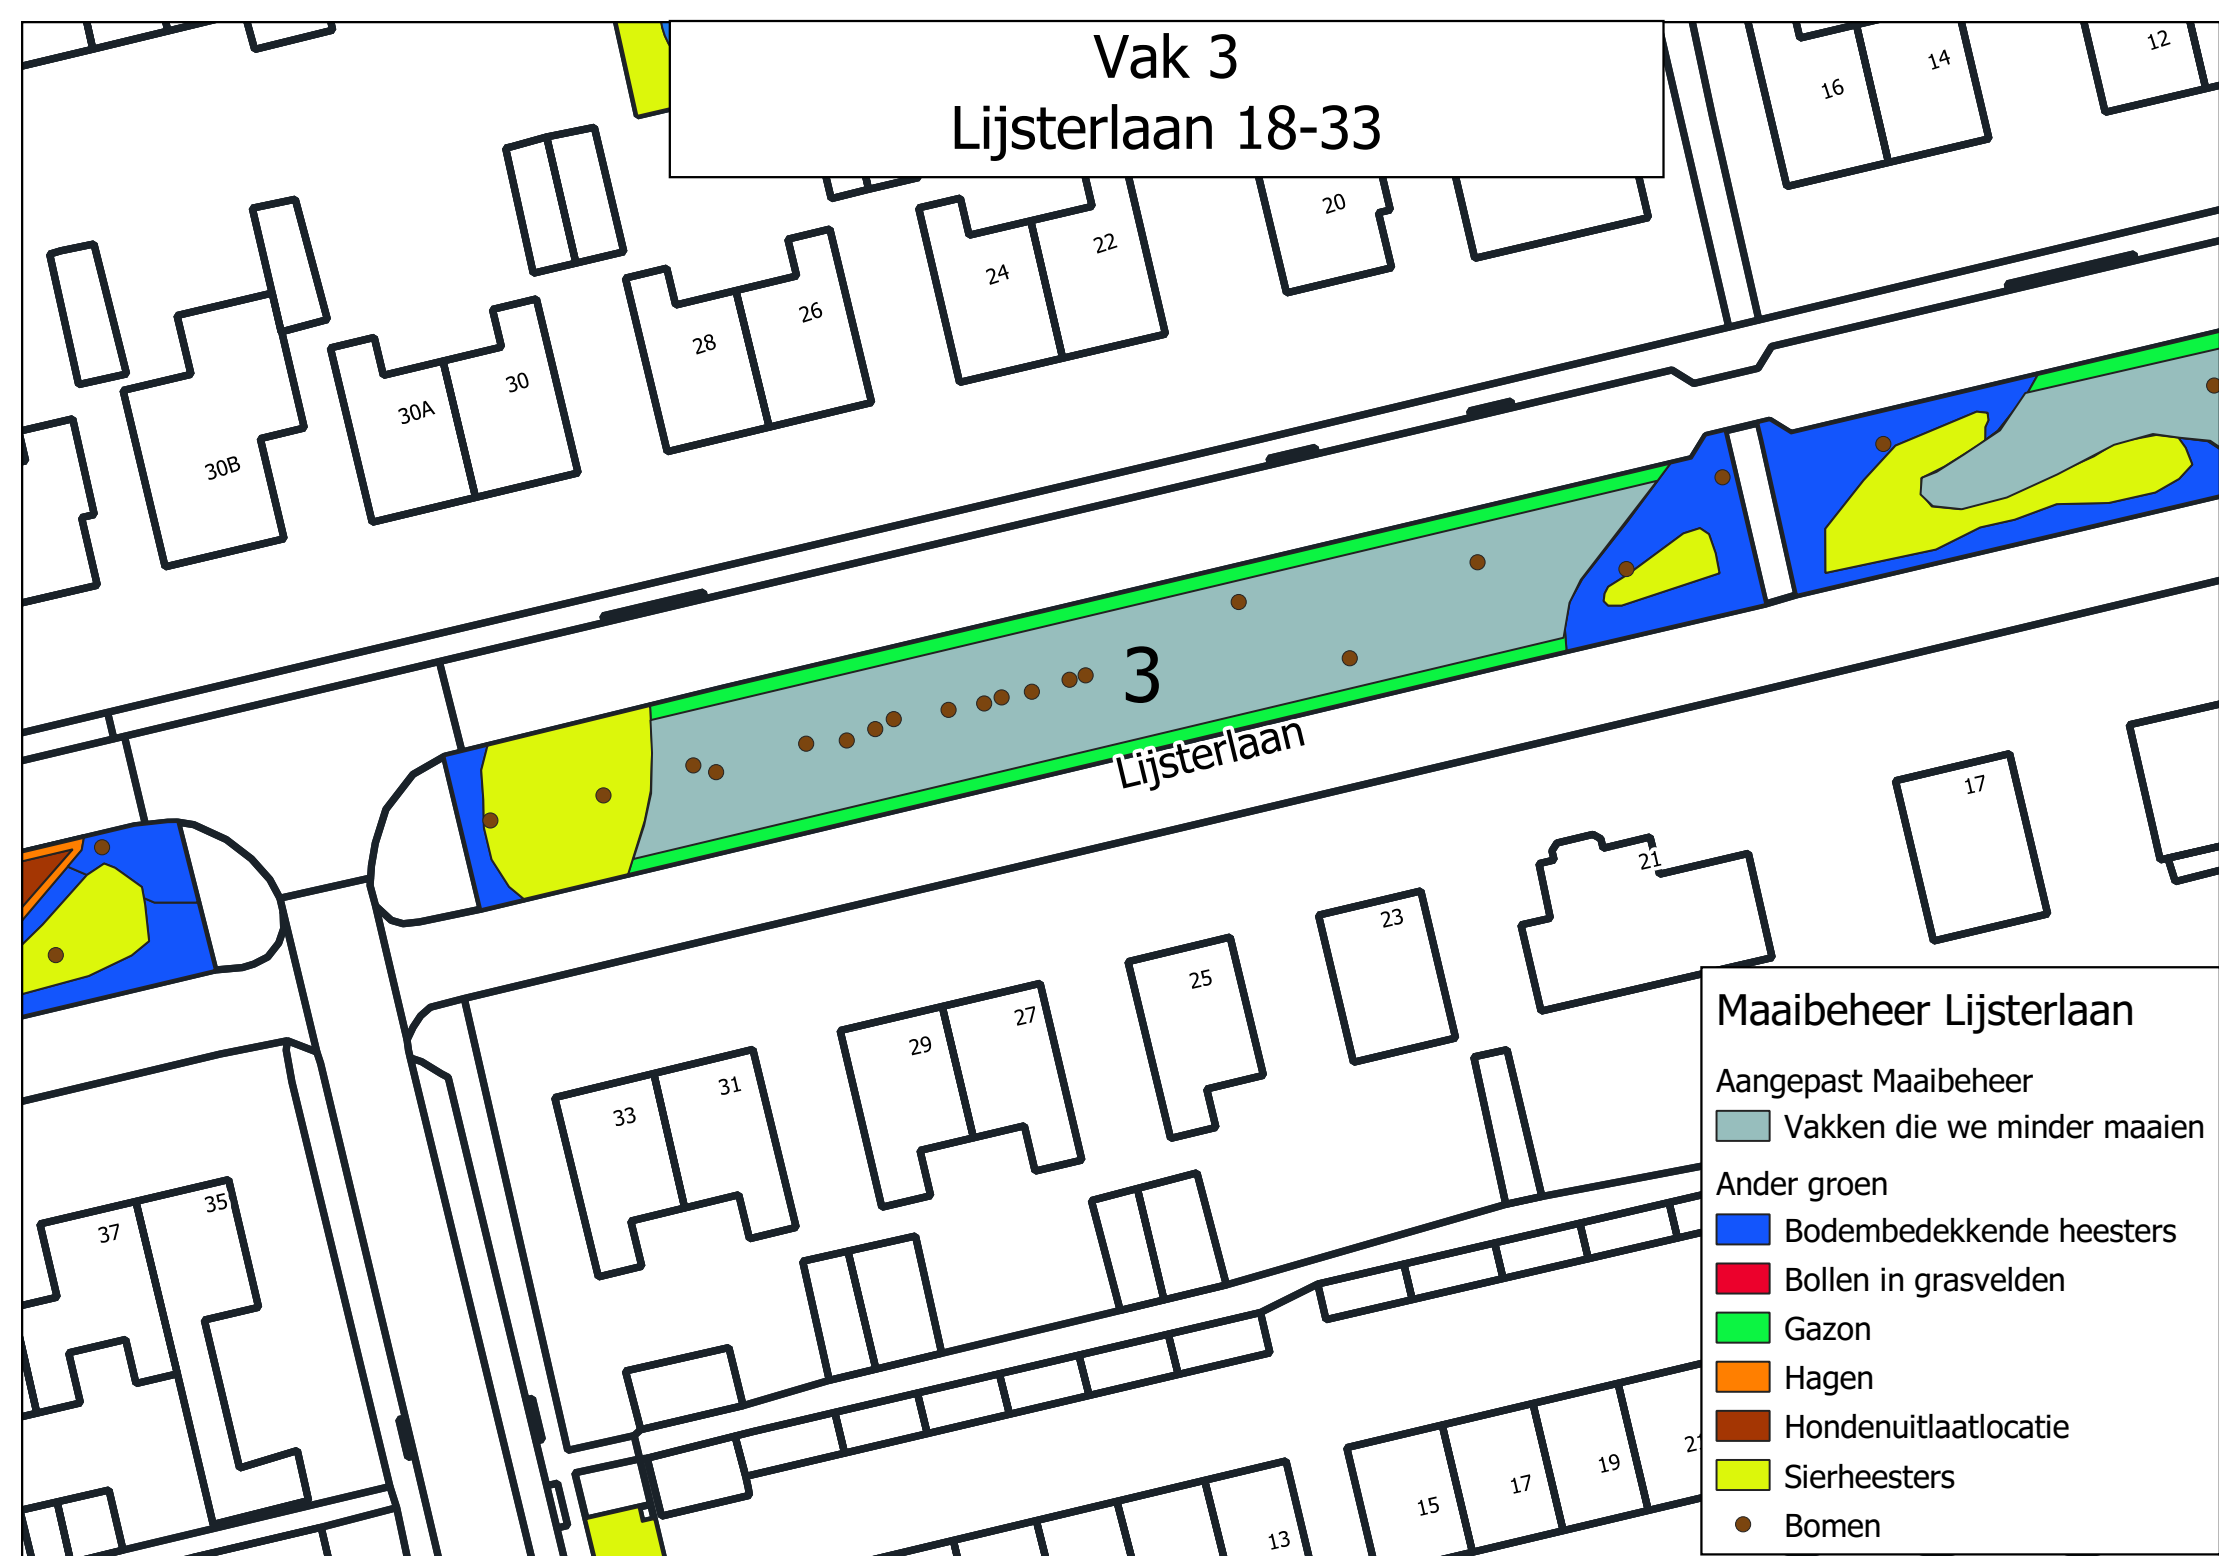 Vak 3
Lijsterlaan 18-33
12
14
16
20
22
24
26
28
30
30A
30B
3
Lijsterlaan
17
21
23
25
27
29
31
33
35
37
15
17
19
13
Maaibeheer Lijsterlaan
Aangepast Maaibeheer
Vakken die we minder maaien
Ander groen
Bodembedekkende heesters
Bollen in grasvelden
Gazon
Hagen
Hondenuitlaatlocatie
Sierheesters
Bomen